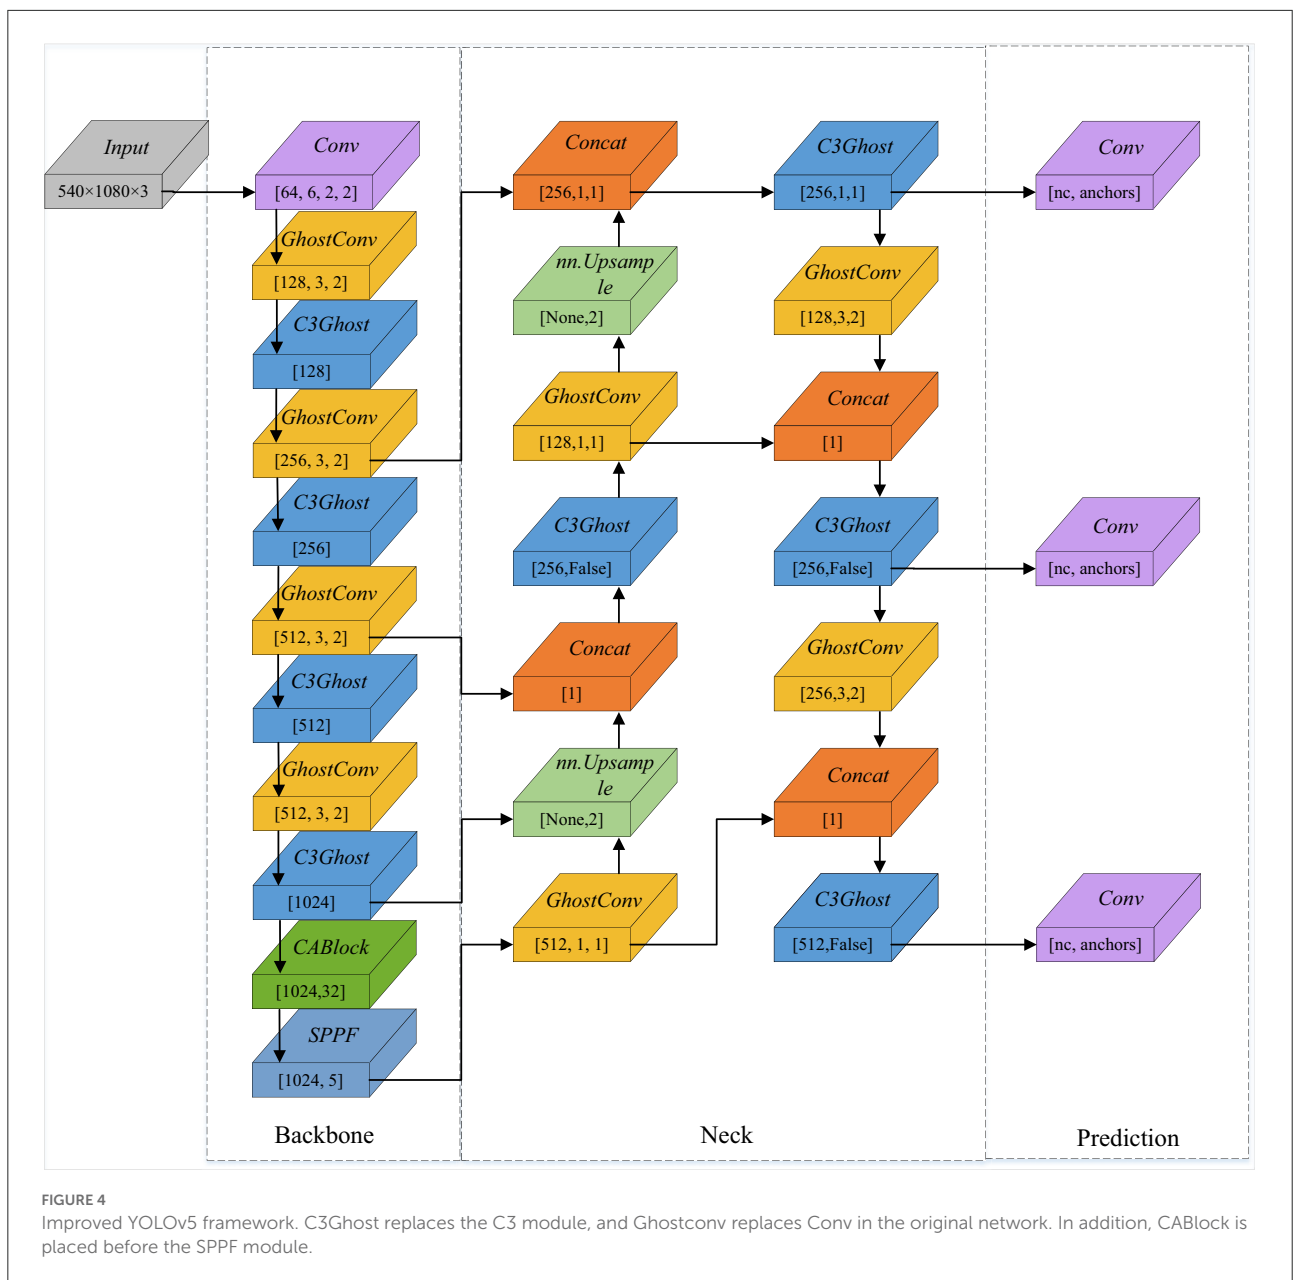 Input
540×1080×3
Conv
[64, 6, 2, 2]
GhostConv
[128, 3, 2]
C3Ghost
[128]
GhostConv
[256, 3, 2]
C3Ghost
[256]
GhostConv
[512, 3, 2]
C3Ghost
[512]
GhostConv
[512, 3, 2]
C3Ghost
[1024]
CABlock
[1024,32]
SPPF
[1024, 5]
Backbone
Concat
[256,1,1]
nn.Upsamp
le
[None,2]
GhostConv
[128,1,1]
C3Ghost
[256,False]
Concat
[1]
nn.Upsamp
le
[None,2]
GhostConv
[512, 1, 1]
C3Ghost
[256,1,1]
GhostConv
[128,3,2]
Concat
[1]
C3Ghost
[256,False]
GhostConv
[256,3,2]
Concat
[1]
C3Ghost
[512,False]
Neck
Conv
[nc, anchors]
Conv
[nc, anchors]
Conv
[nc, anchors]
Prediction
FIGURE 4
Improved YOLOv5 framework. C3Ghost replaces the C3 module, and Ghostconv replaces Conv in the original network. In addition, CABlock is
placed before the SPPF module.